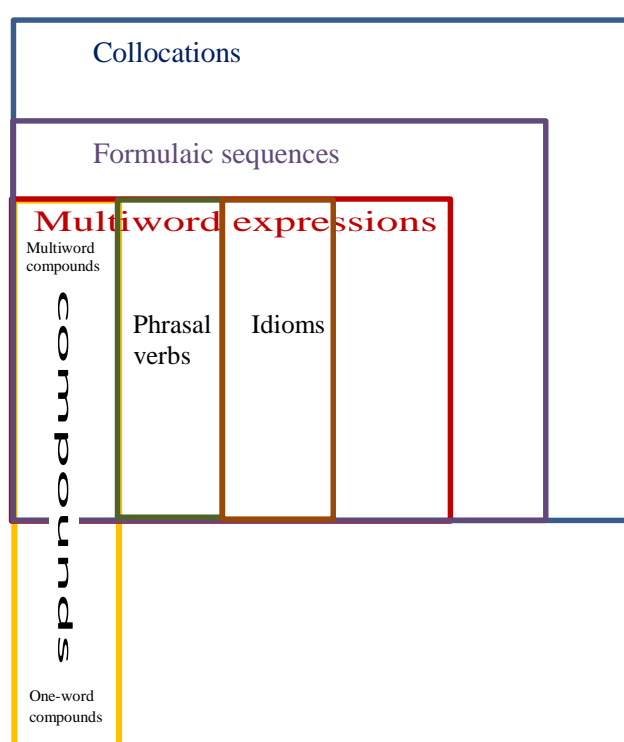 Collocations
Formulaic sequences
Multiword expressions
Multiword
compounds
compounds
Phrasal
verbs
Idioms
One-word
compounds